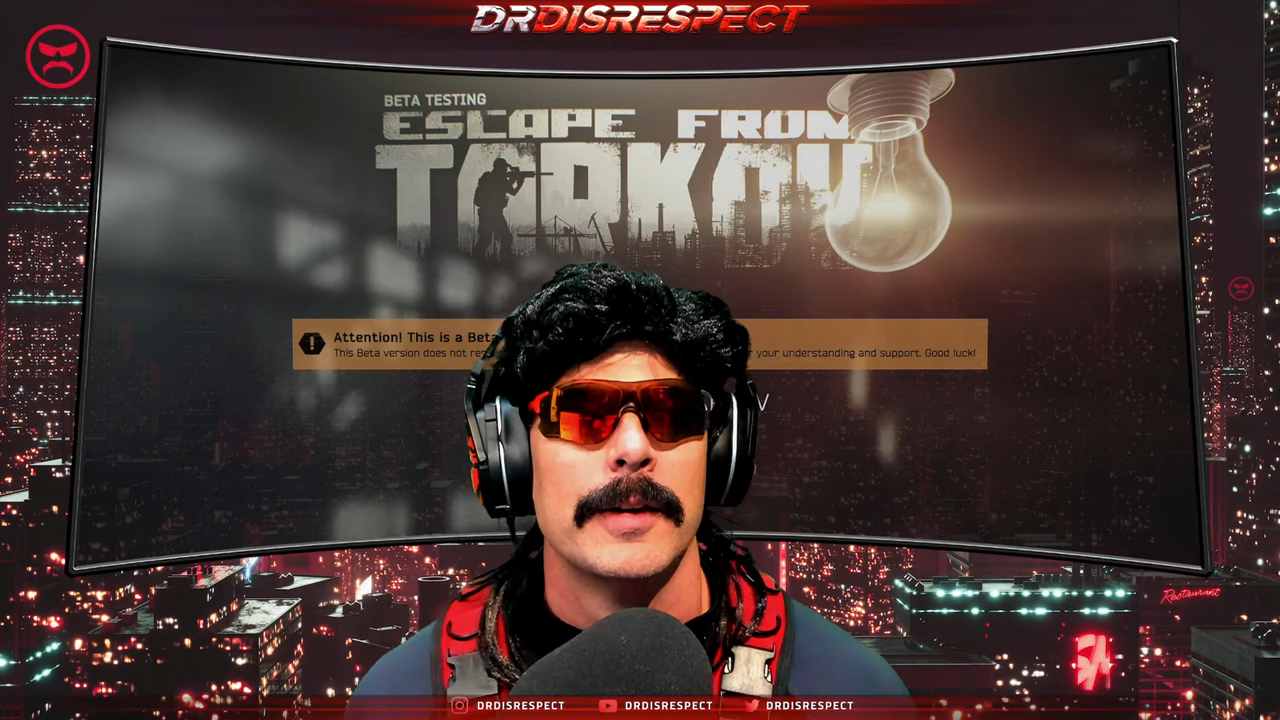 DRDISRESPECT
BETA TESTING
ESCAPE FROM
TARKOV
Attention! This is a Beta
This Beta version does not
r your understanding and support. Good luck!
V
Restaurant
DRDISRESPECT
DRDISRESPECT
DRDISRESPECT